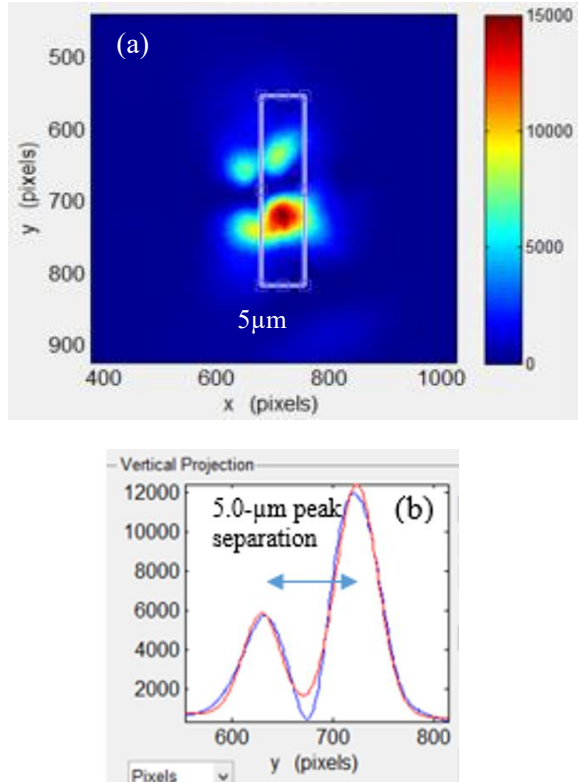 (a)
15000
10000
5000
0
500
600
700
800
900
y (pixels)
5µm
400
600
800
1000
x (pixels)
Vertical Projection
12000
10000
8000
6000
4000
2000
5.0-µm peak
separation
(b)
600
700
800
y (pixels)
Pixels